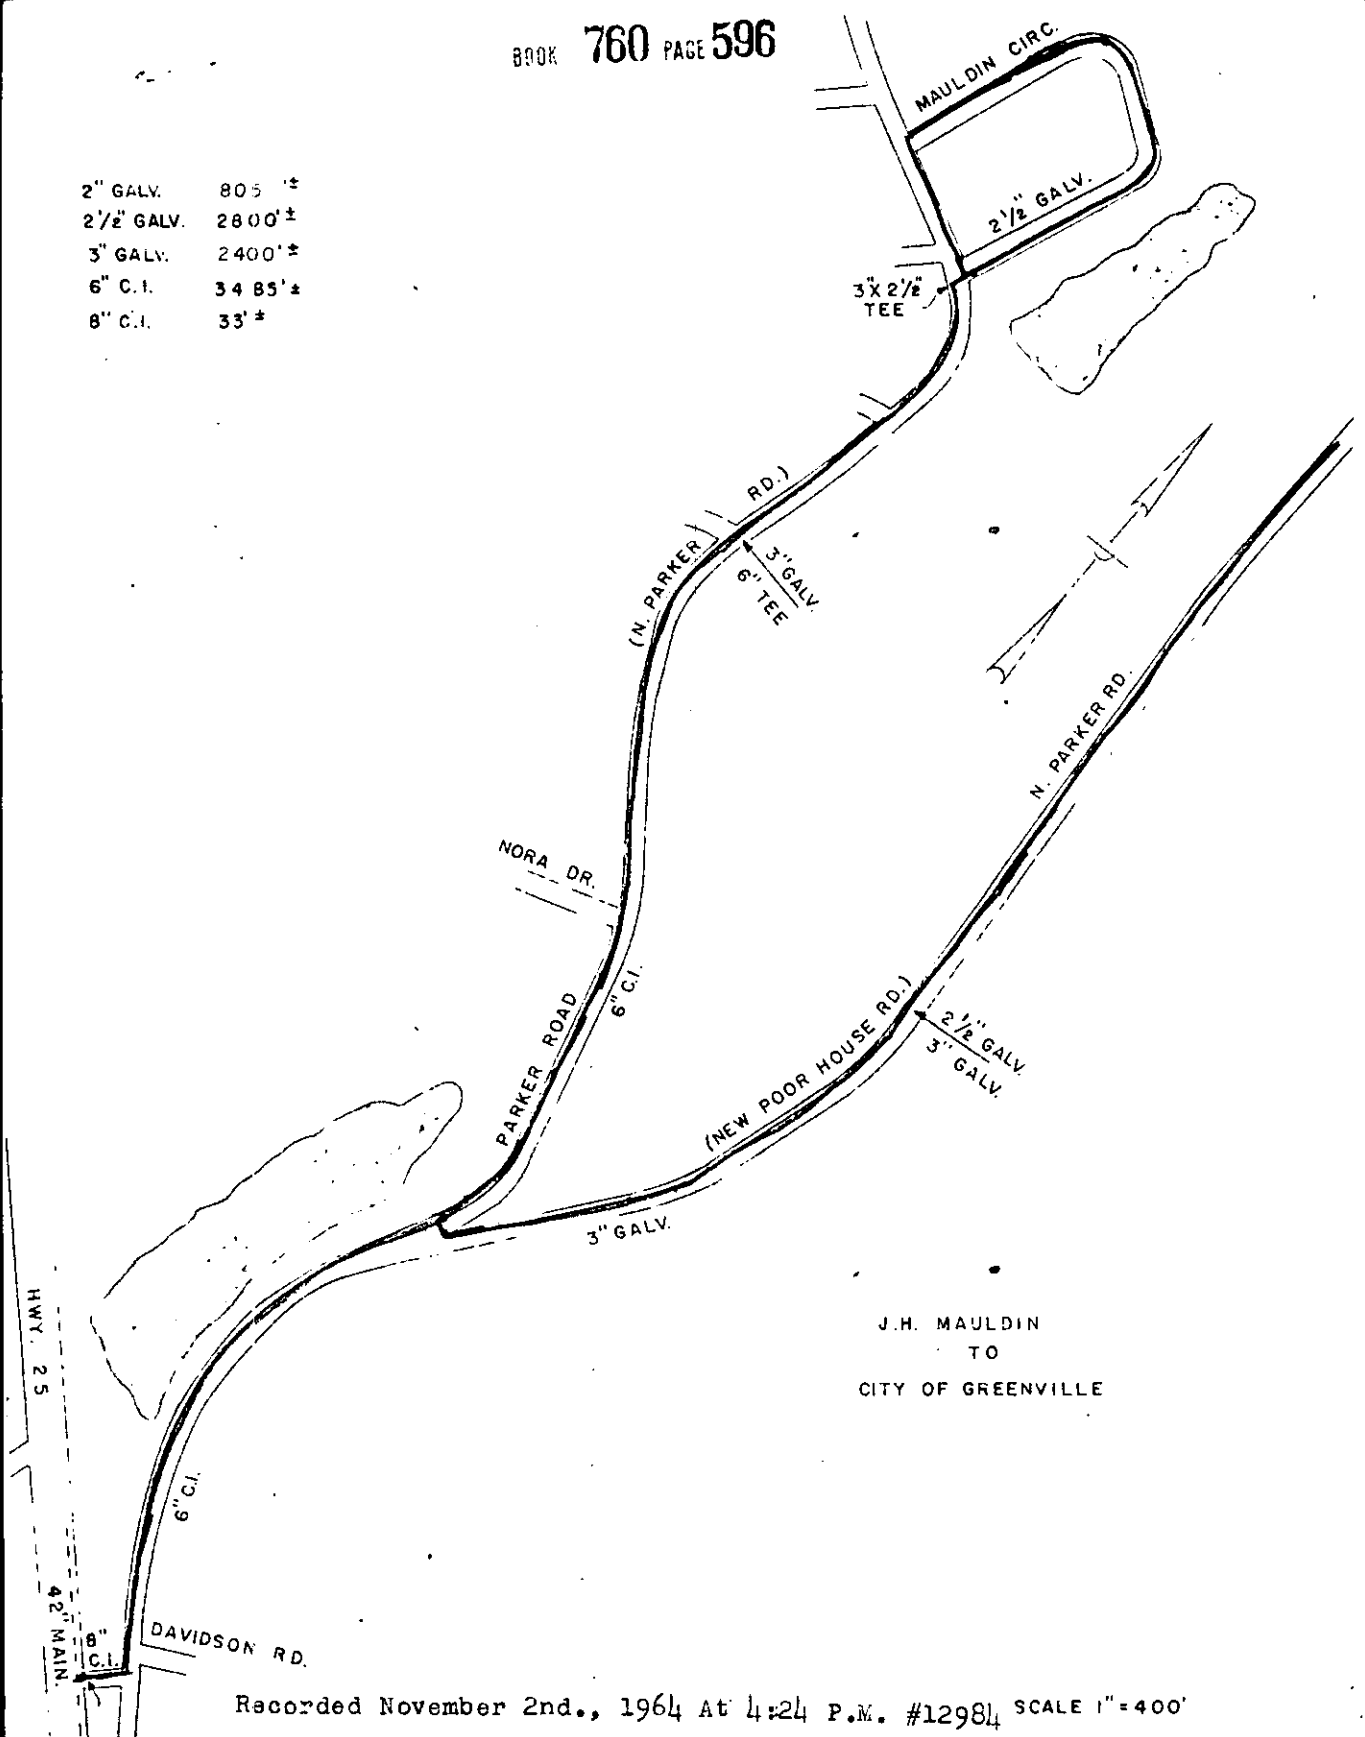 BOOK 760 PAGE 596
MAULDIN CIRC.
2" GALV. 805 '±
2 1/2" GALV. 2800' ±
3" GALV. 2400' ±
6" C.I. 3485' ±
8" C.I. 33' ±
2 1/2" GALV.
3" X 2 1/2"
TEE
(N. PARKER RD.)
3" GALV.
6" TEE
N. PARKER RD.
NORA DR.
6" C.I.
PARKER ROAD
(NEW POOR HOUSE RD.)
2 1/2" GALV.
3" GALV.
3" GALV.
HWY. 25
J.H. MAULDIN
TO
CITY OF GREENVILLE
6" C.I.
42" MAIN.
8"
C.I.
DAVIDSON RD.
Recorded November 2nd., 1964 At 4:24 P.M. #12984 SCALE 1" = 400'